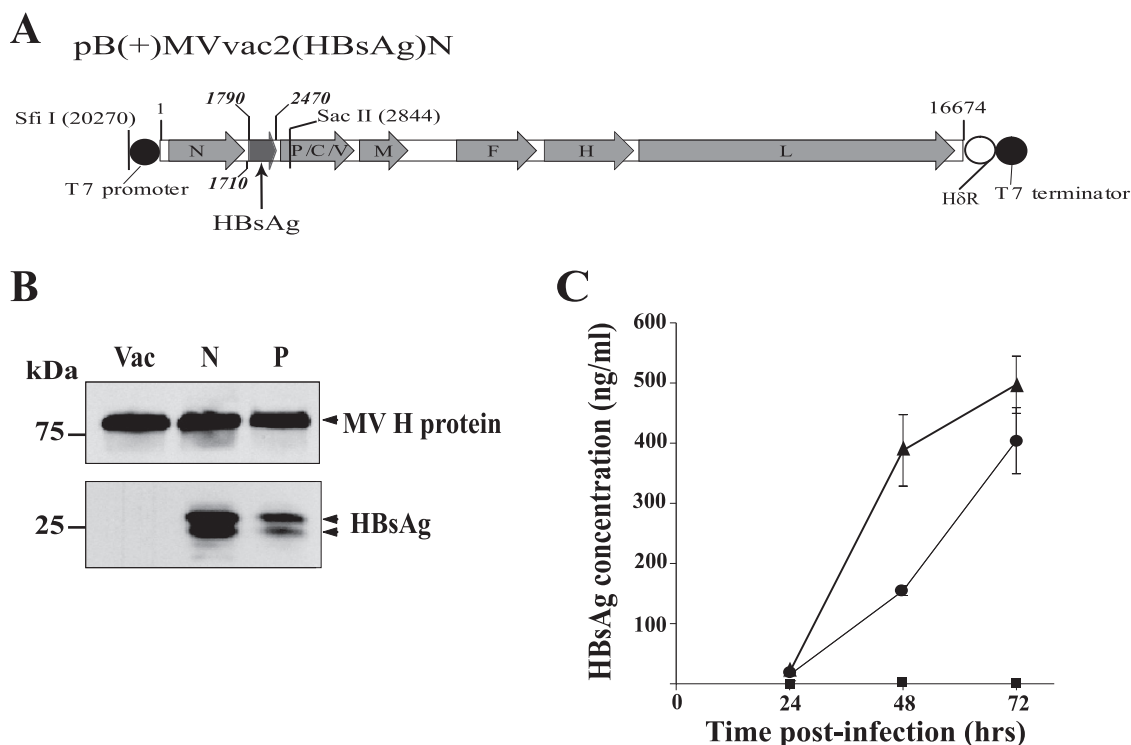 A
pB(+)MVvac2(HBsAg)N
Sfi I (20270)
1
1790
2470
Sac II (2844)
16674
N
P/C/V
M
F
H
L
T7 promoter
1710
HBsAg
HδR
T7 terminator
B
kDa
Vac
N
P
75
MV H protein
25
HBsAg
C
HBsAg concentration (ng/ml)
600
500
400
300
200
100
0
24
48
72
Time post-infection (hrs)